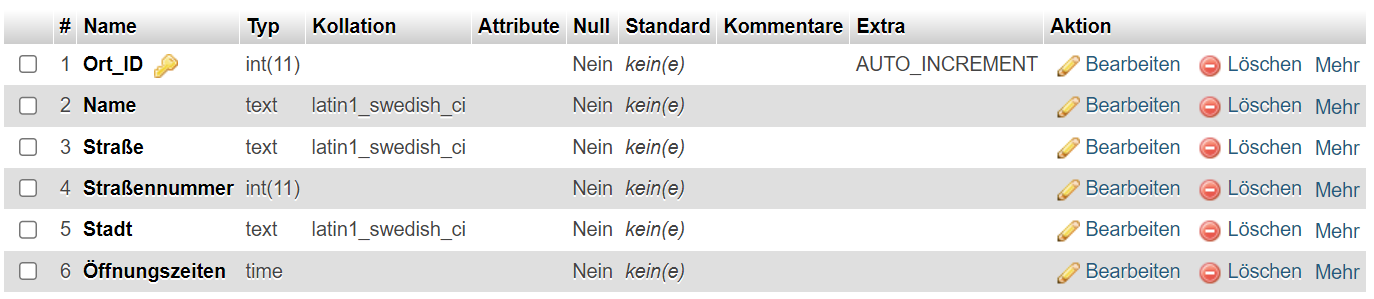 # Name Typ Kollation Attribute Null Standard Kommentare Extra Aktion
1 Ort_ID int(11) Nein kein(e) AUTO_INCREMENT Bearbeiten Löschen Mehr
2 Name text latin1_swedish_ci Nein kein(e) Bearbeiten Löschen Mehr
3 Straße text latin1_swedish_ci Nein kein(e) Bearbeiten Löschen Mehr
4 Straßennummer int(11) Nein kein(e) Bearbeiten Löschen Mehr
5 Stadt text latin1_swedish_ci Nein kein(e) Bearbeiten Löschen Mehr
6 Öffnungszeiten time Nein kein(e) Bearbeiten Löschen Mehr